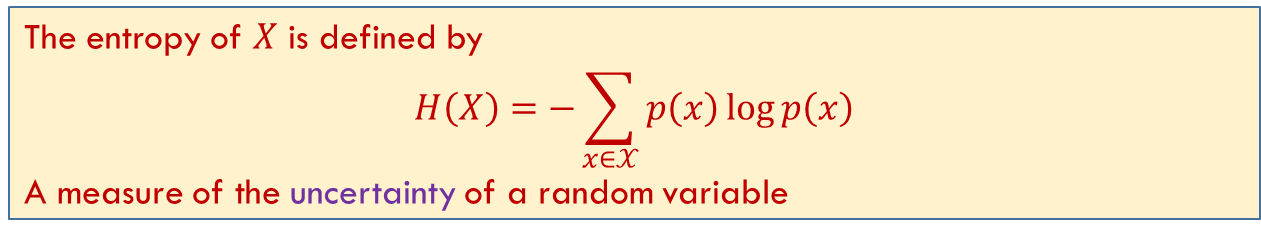 The entropy of 𝑋 is defined by
𝐻(𝑋) = − ∑ 𝑝(𝑥) log 𝑝(𝑥)
𝑥∈𝒳
A measure of the uncertainty of a random variable